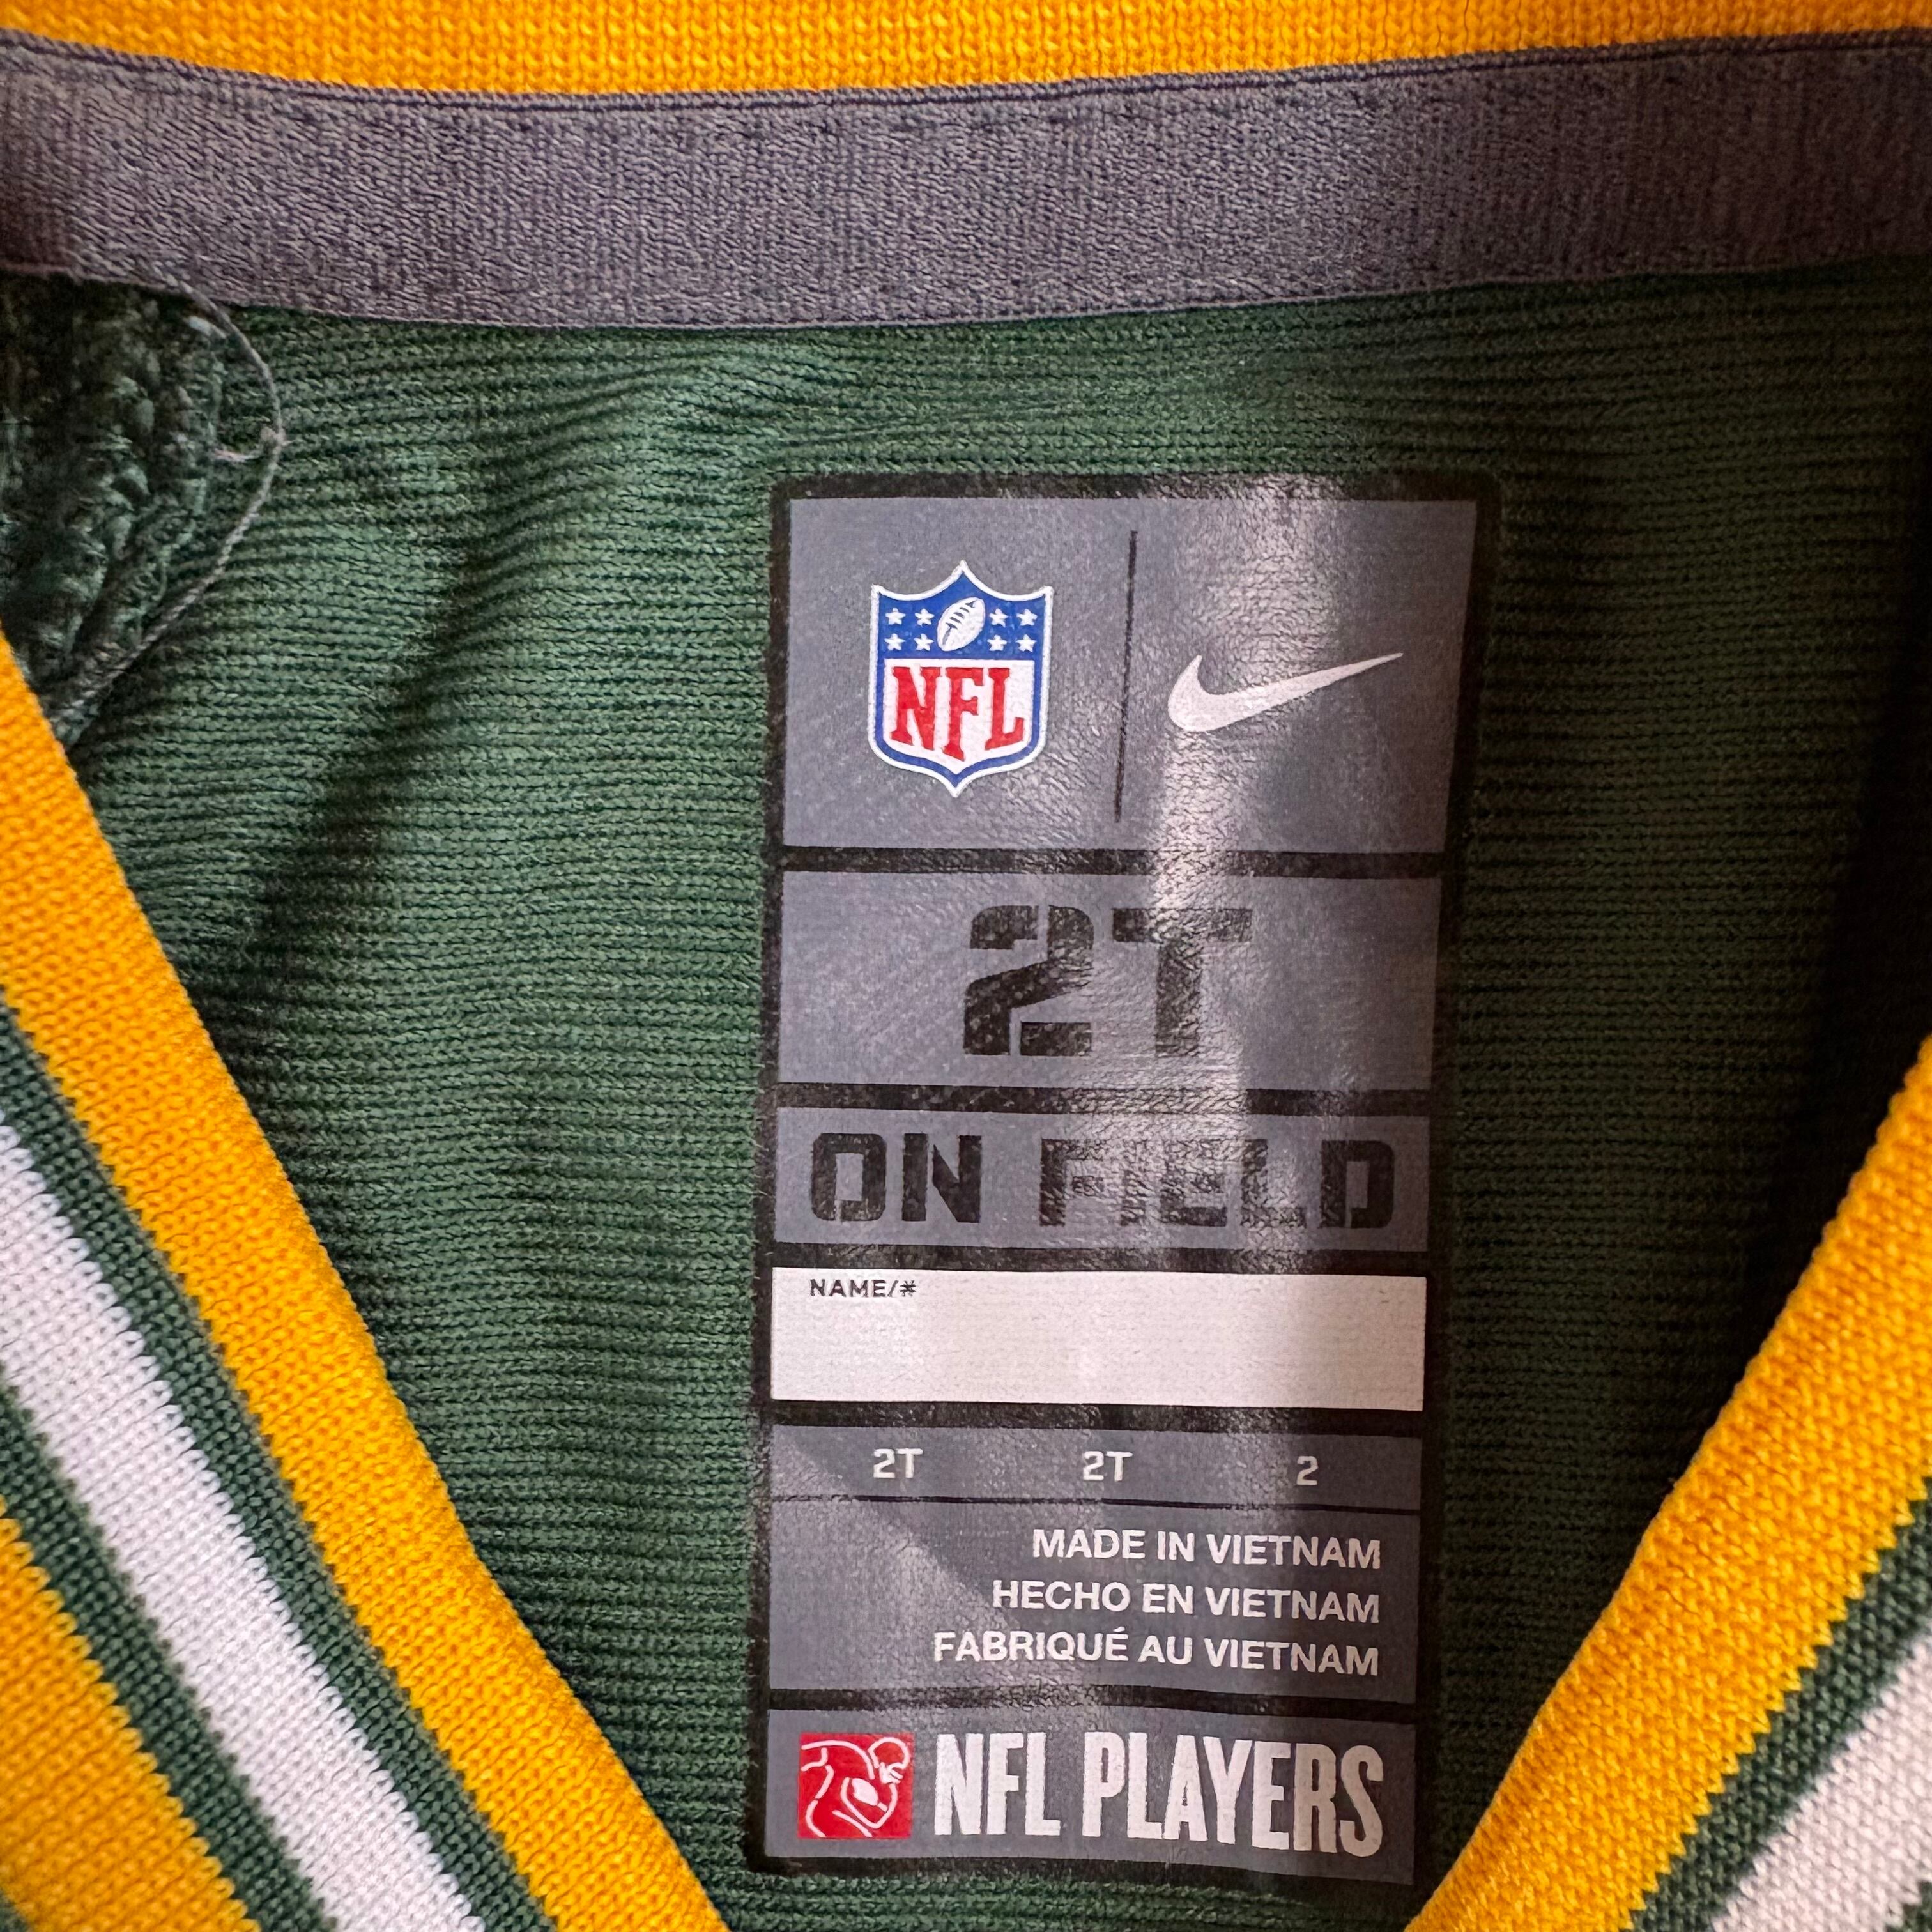 NFL
2T
ON FIELD
NAME/#
2T 2T 2
MADE IN VIETNAM
HECHO EN VIETNAM
FABRIQUÉ AU VIETNAM
NFL PLAYERS